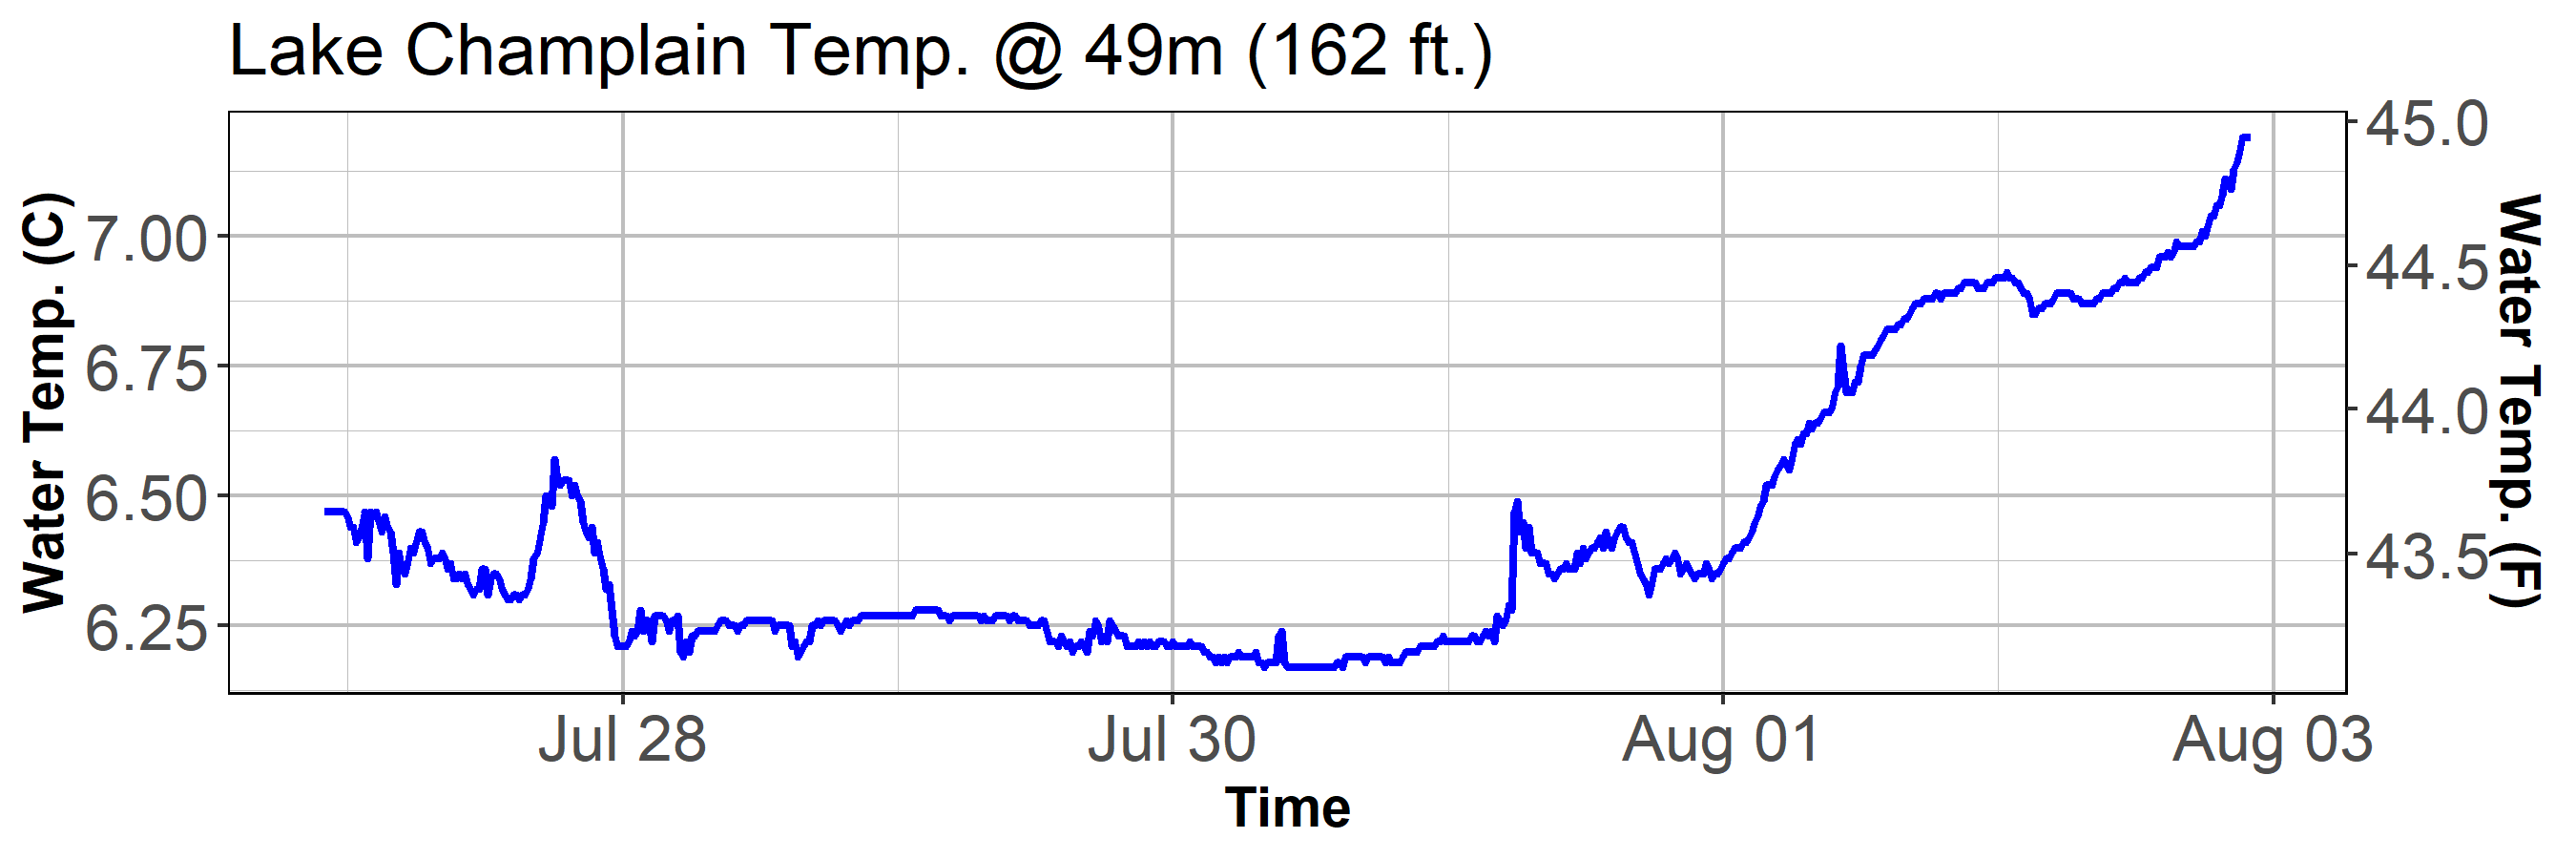 Lake Champlain Temp. @ 49m (162 ft.)
Water Temp. (C)
7.00
6.75
6.50
6.25
45.0
44.5
44.0
43.5
Water Temp. (F)
Jul 28
Jul 30
Aug 01
Aug 03
Time